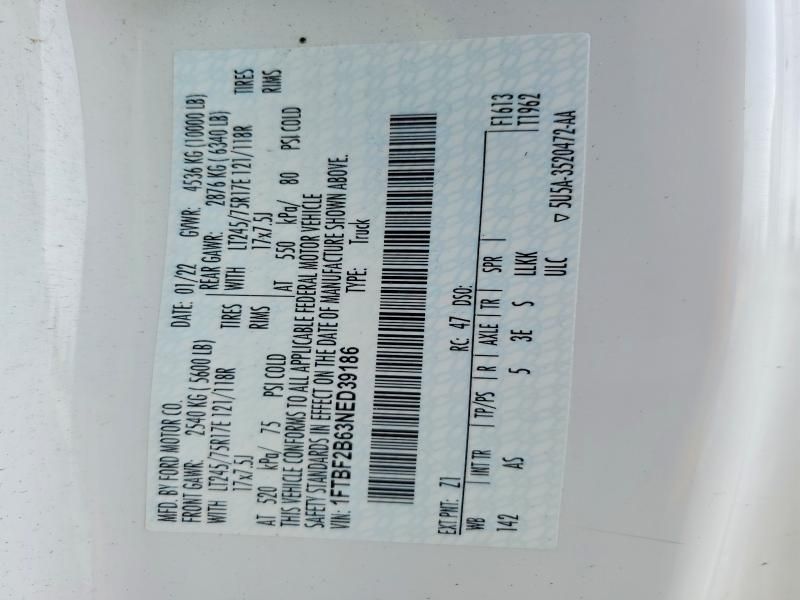 MFD. BY FORD MOTOR CO.
DATE: 01/22 GVWR: 4536 KG (10000 LB)
FRONT GAWR: 2540 KG ( 5600 LB) REAR GAWR: 2876 KG ( 6340 LB)
WITH LT245/75R17E 121/118R TIRES WITH LT245/75R17E 121/118R TIRES
17x7.5J RIMS 17x7.5J RIMS
AT 520 kPa/ 75 PSI COLD AT 550 kPa/ 80 PSI COLD
THIS VEHICLE CONFORMS TO ALL APPLICABLE FEDERAL MOTOR VEHICLE
SAFETY STANDARDS IN EFFECT ON THE DATE OF MANUFACTURE SHOWN ABOVE.
VIN: 1FTBF2B63NED39186 TYPE: Truck
EXT PNT: Z1 RC: 47 DSO:
WB INT TR TP/PS R AXLE TR SPR F1613
142 AS 5 3E S LLKK T1962
ULC
▽ 5U5A-3520472-AA